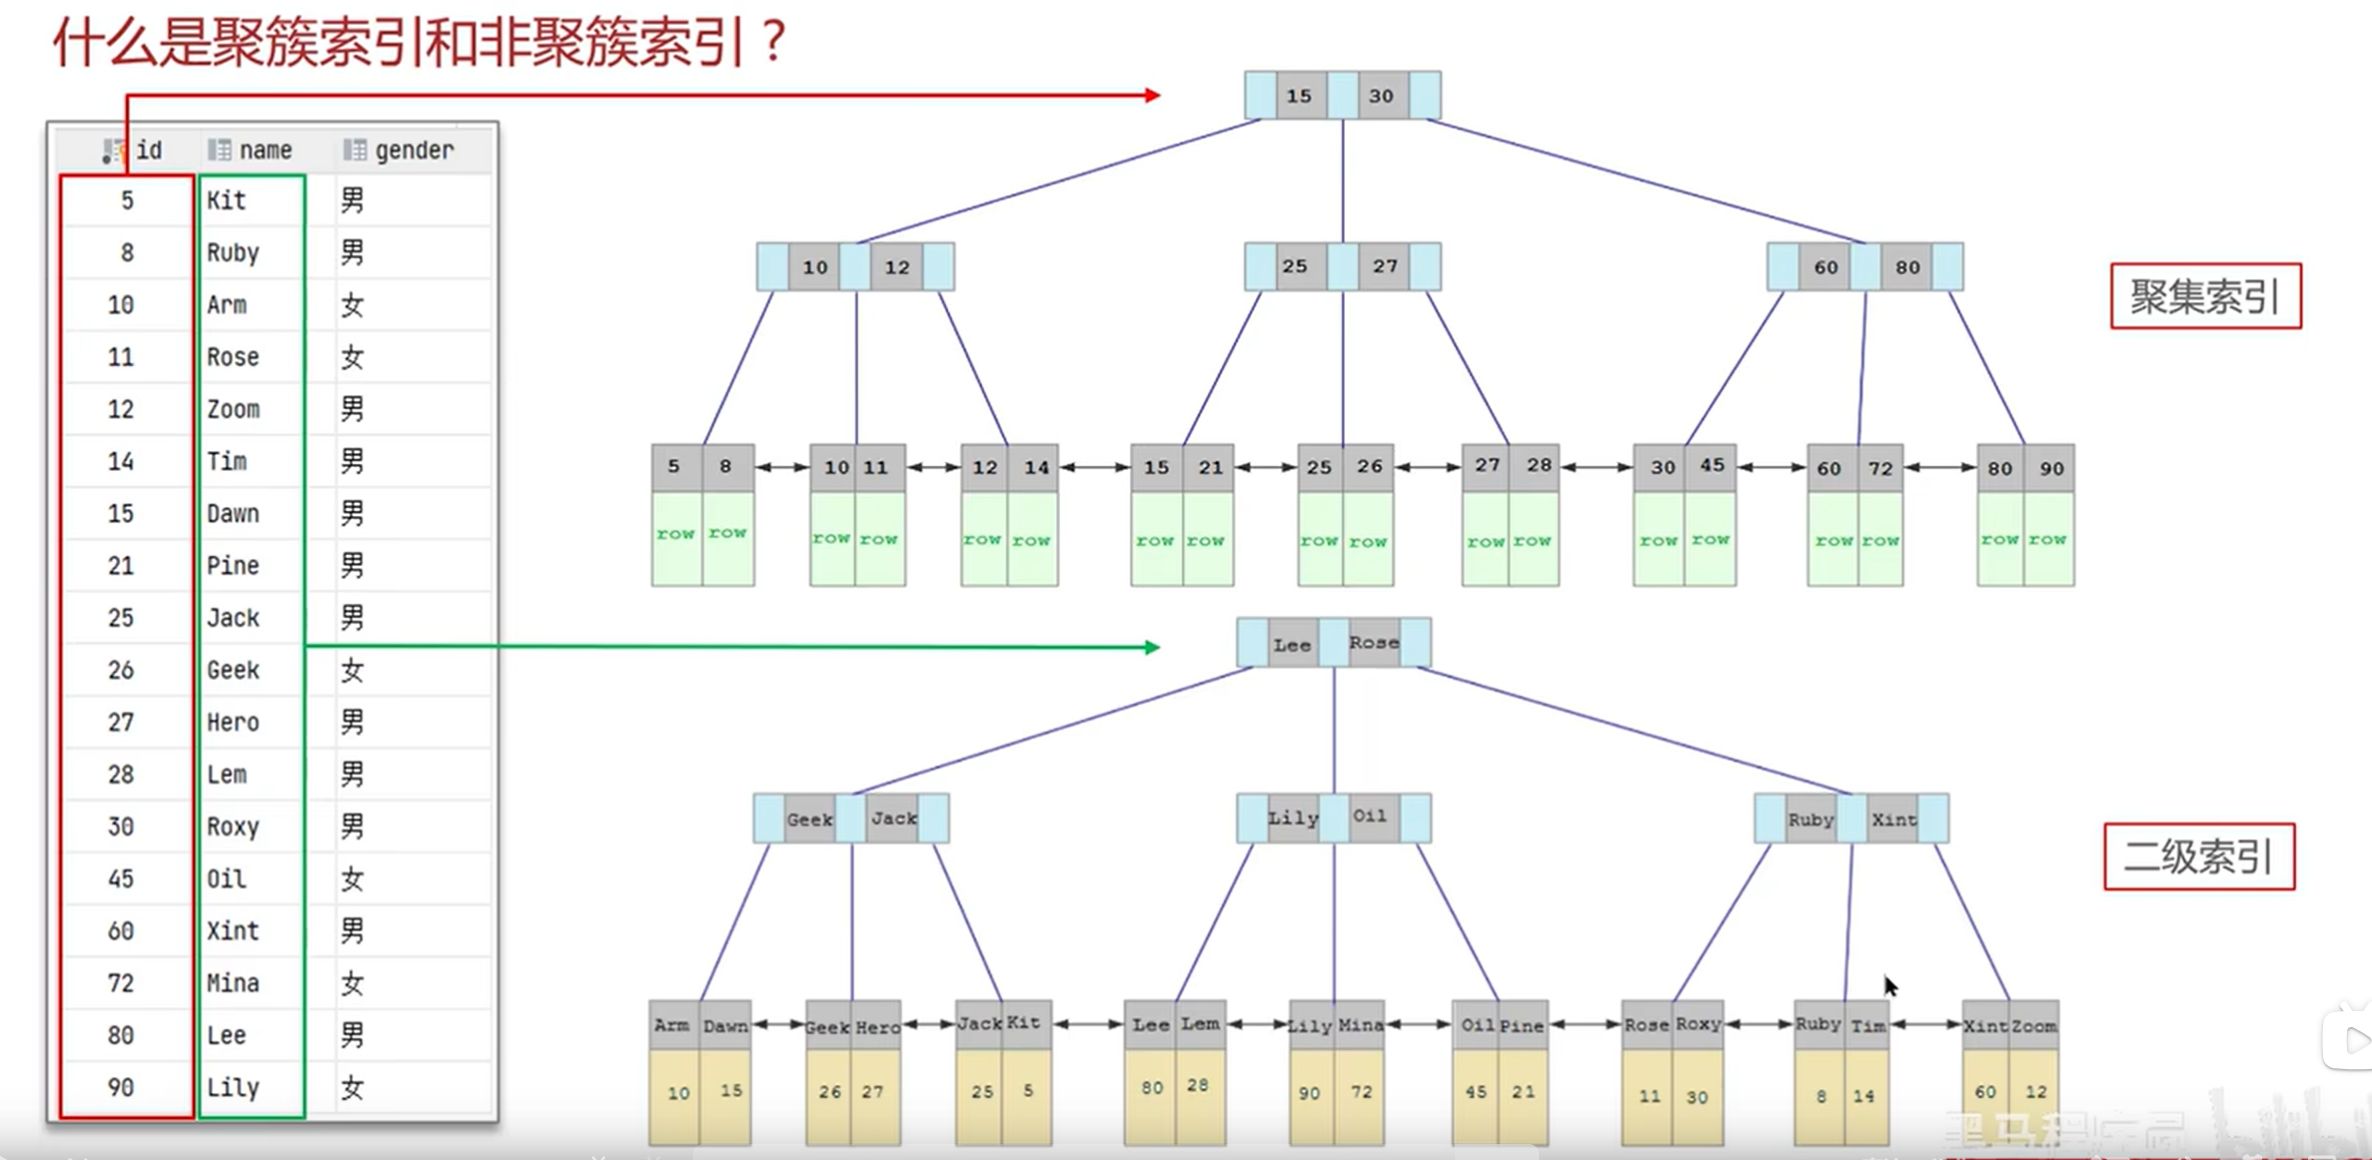 什么是聚簇索引和非聚簇索引？
id name gender
5 Kit 男
8 Ruby 男
10 Arm 女
11 Rose 女
12 Zoom 男
14 Tim 男
15 Dawn 男
21 Pine 男
25 Jack 男
26 Geek 女
27 Hero 男
28 Lem 男
30 Roxy 男
45 Oil 女
60 Xint 男
72 Mina 女
80 Lee 男
90 Lily 女
15 30
10 12 25 27 60 80
聚集索引
5 8 10 11 12 14 15 21 25 26 27 28 30 45 60 72 80 90
row row row row row row row row row row row row row row row row row row
Lee Rose
Geek Jack Lily Oil Ruby Xint
二级索引
Arm Dawn Geek Hero Jack Kit Lee Lem Lily Mina Oil Pine Rose Roxy Ruby Tim Xint Zoom
10 15 26 27 25 5 80 28 90 72 45 21 11 30 8 14 60 12
黑马程序员